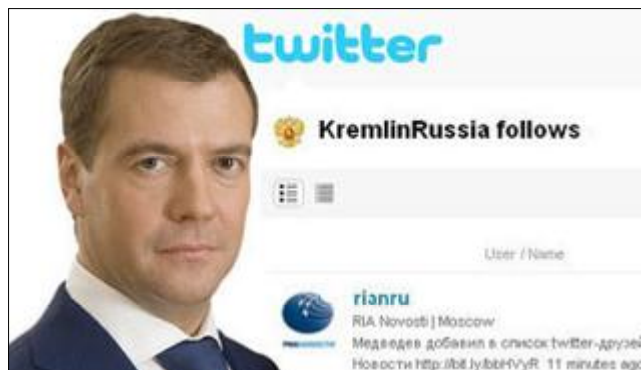 twitter
KremlinRussia follows
User / Name
rianru
RIA Novosti | Moscow
Медведев добавил в список twitter-друзей
Новости http://bit.ly/bbHVyR 11 minutes ago